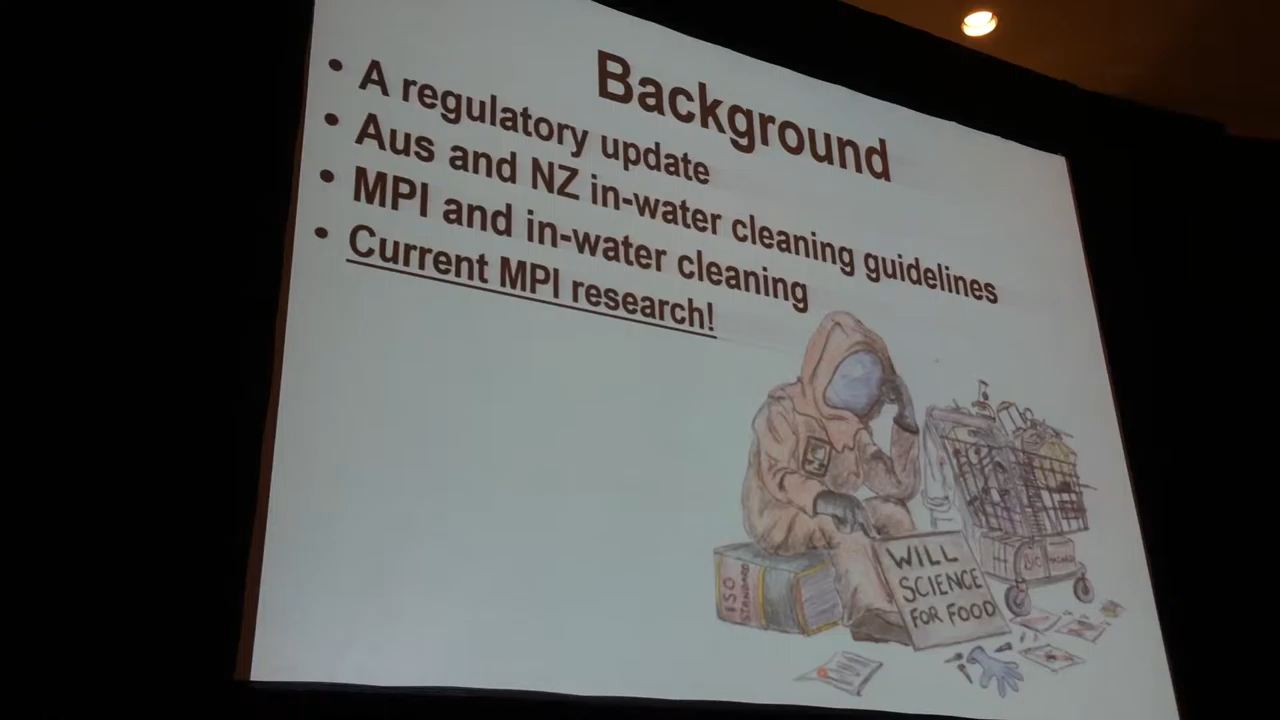 Background
• A regulatory update
• Aus and NZ in-water cleaning guidelines
• MPI and in-water cleaning
• Current MPI research!
ISO
STANDARD
WILL
SCIENCE
FOR FOOD